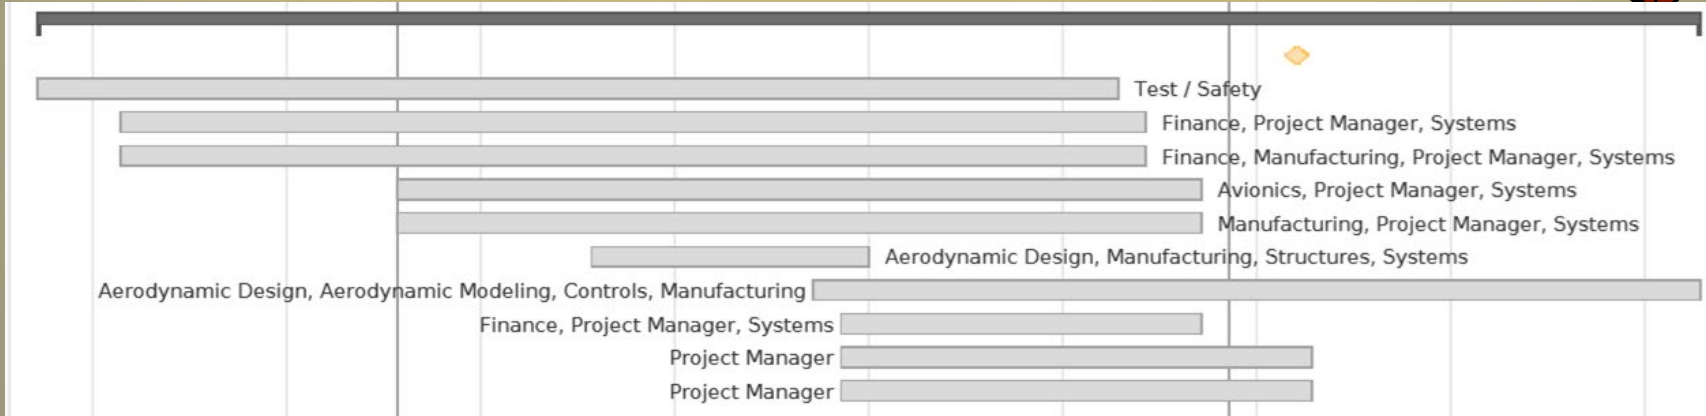 Test / Safety
Finance, Project Manager, Systems
Finance, Manufacturing, Project Manager, Systems
Avionics, Project Manager, Systems
Manufacturing, Project Manager, Systems
Aerodynamic Design, Manufacturing, Structures, Systems
Aerodynamic Design, Aerodynamic Modeling, Controls, Manufacturing
Finance, Project Manager, Systems
Project Manager
Project Manager